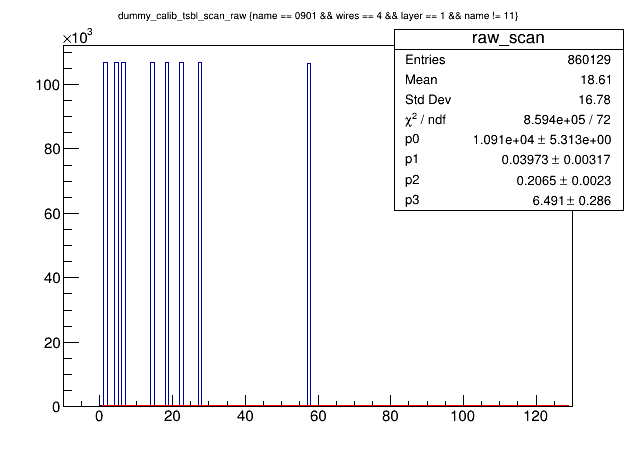 dummy_calib_tsbl_scan_raw {name == 0901 && wires == 4 && layer == 1 && name != 11}
×10³
raw_scan
Entries 860129
Mean 18.61
Std Dev 16.78
χ² / ndf 8.594e+05 / 72
p0 1.091e+04 ± 5.313e+00
p1 0.03973 ± 0.00317
p2 0.2065 ± 0.0023
p3 6.491 ± 0.286
100
80
60
40
20
0
0 20 40 60 80 100 120